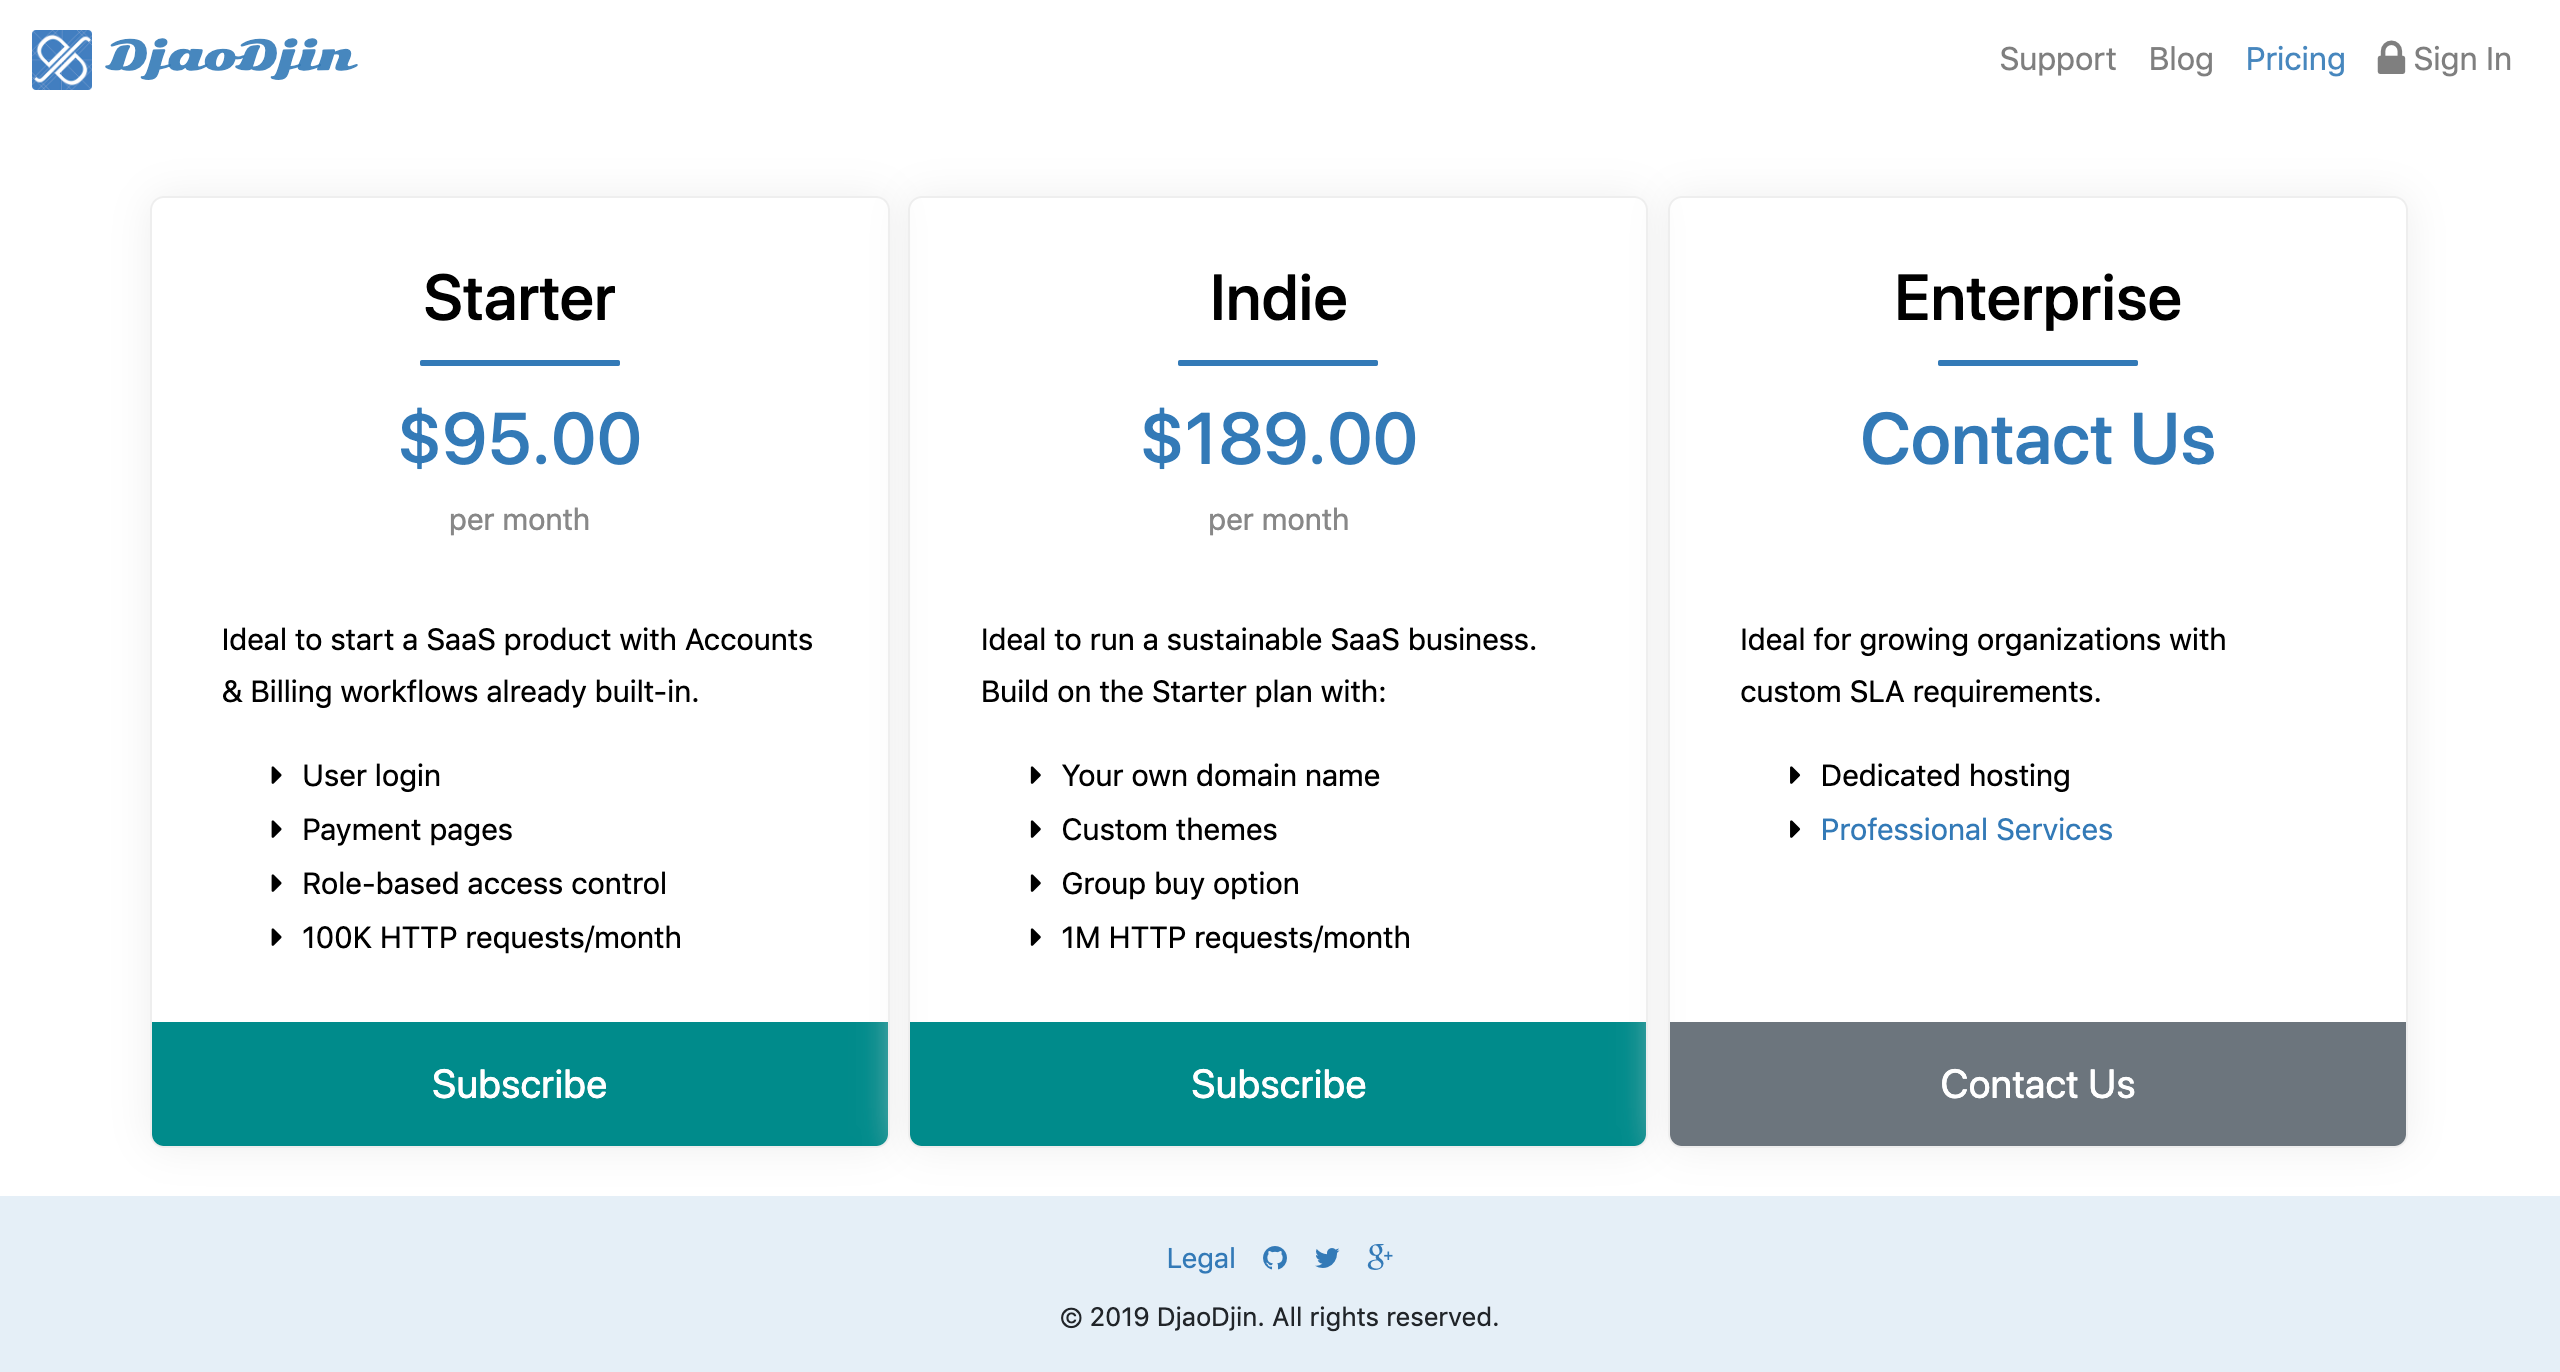 DjaoDjin
Support Blog Pricing Sign In
Starter
$95.00
per month
Ideal to start a SaaS product with Accounts
& Billing workflows already built-in.
User login
Payment pages
Role-based access control
100K HTTP requests/month
Subscribe
Indie
$189.00
per month
Ideal to run a sustainable SaaS business.
Build on the Starter plan with:
Your own domain name
Custom themes
Group buy option
1M HTTP requests/month
Subscribe
Enterprise
Contact Us
Ideal for growing organizations with
custom SLA requirements.
Dedicated hosting
Professional Services
Contact Us
Legal g+
© 2019 DjaoDjin. All rights reserved.